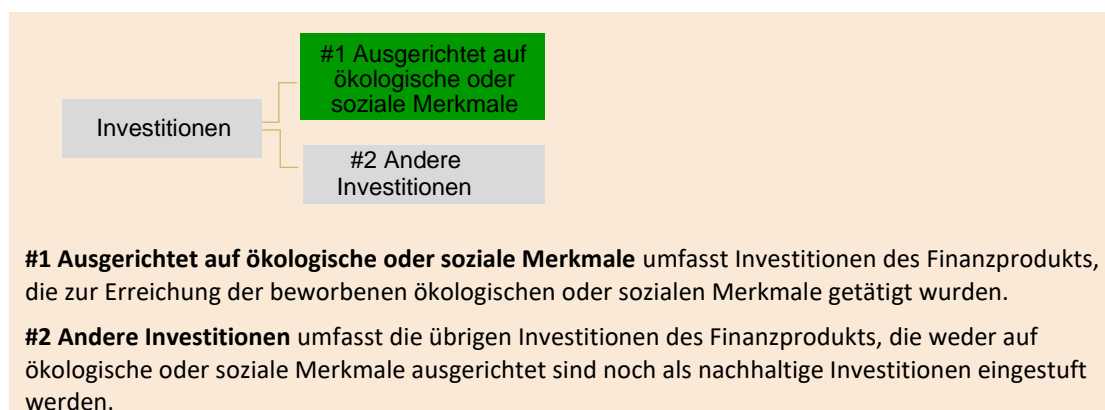 #1 Ausgerichtet auf
ökologische oder
soziale Merkmale
Investitionen
#2 Andere
Investitionen
#1 Ausgerichtet auf ökologische oder soziale Merkmale umfasst Investitionen des Finanzprodukts,
die zur Erreichung der beworbenen ökologischen oder sozialen Merkmale getätigt wurden.
#2 Andere Investitionen umfasst die übrigen Investitionen des Finanzprodukts, die weder auf
ökologische oder soziale Merkmale ausgerichtet sind noch als nachhaltige Investitionen eingestuft
werden.